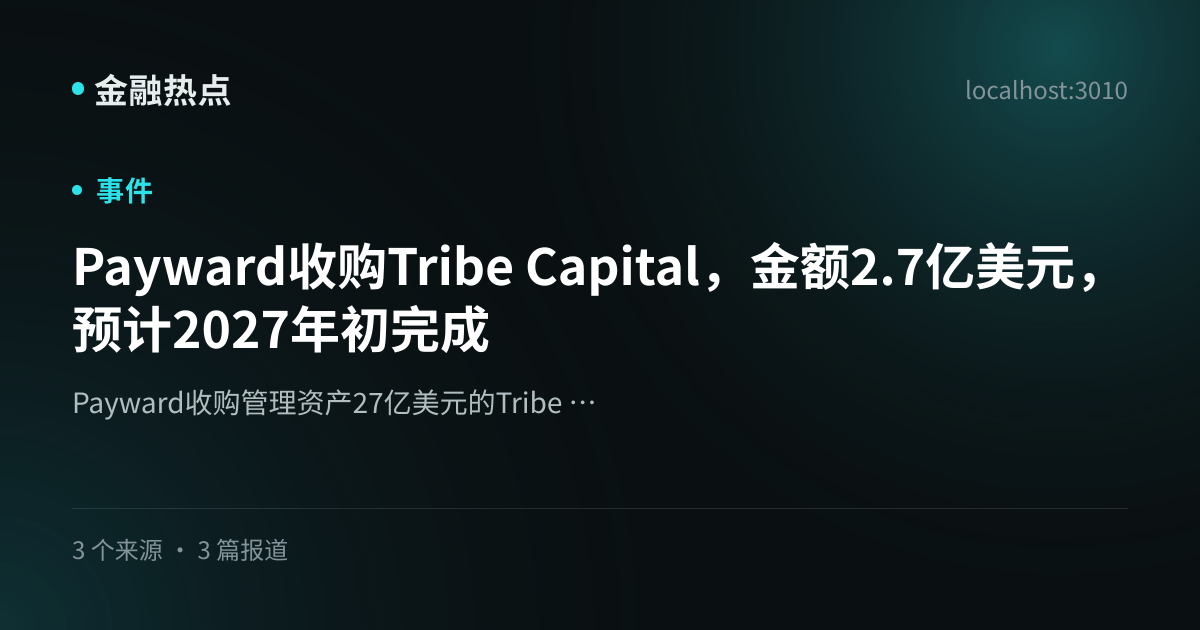 金融热点
localhost:3010
事件
Payward收购Tribe Capital，金额2.7亿美元，
预计2027年初完成
Payward收购管理资产27亿美元的Tribe …
3 个来源 · 3 篇报道